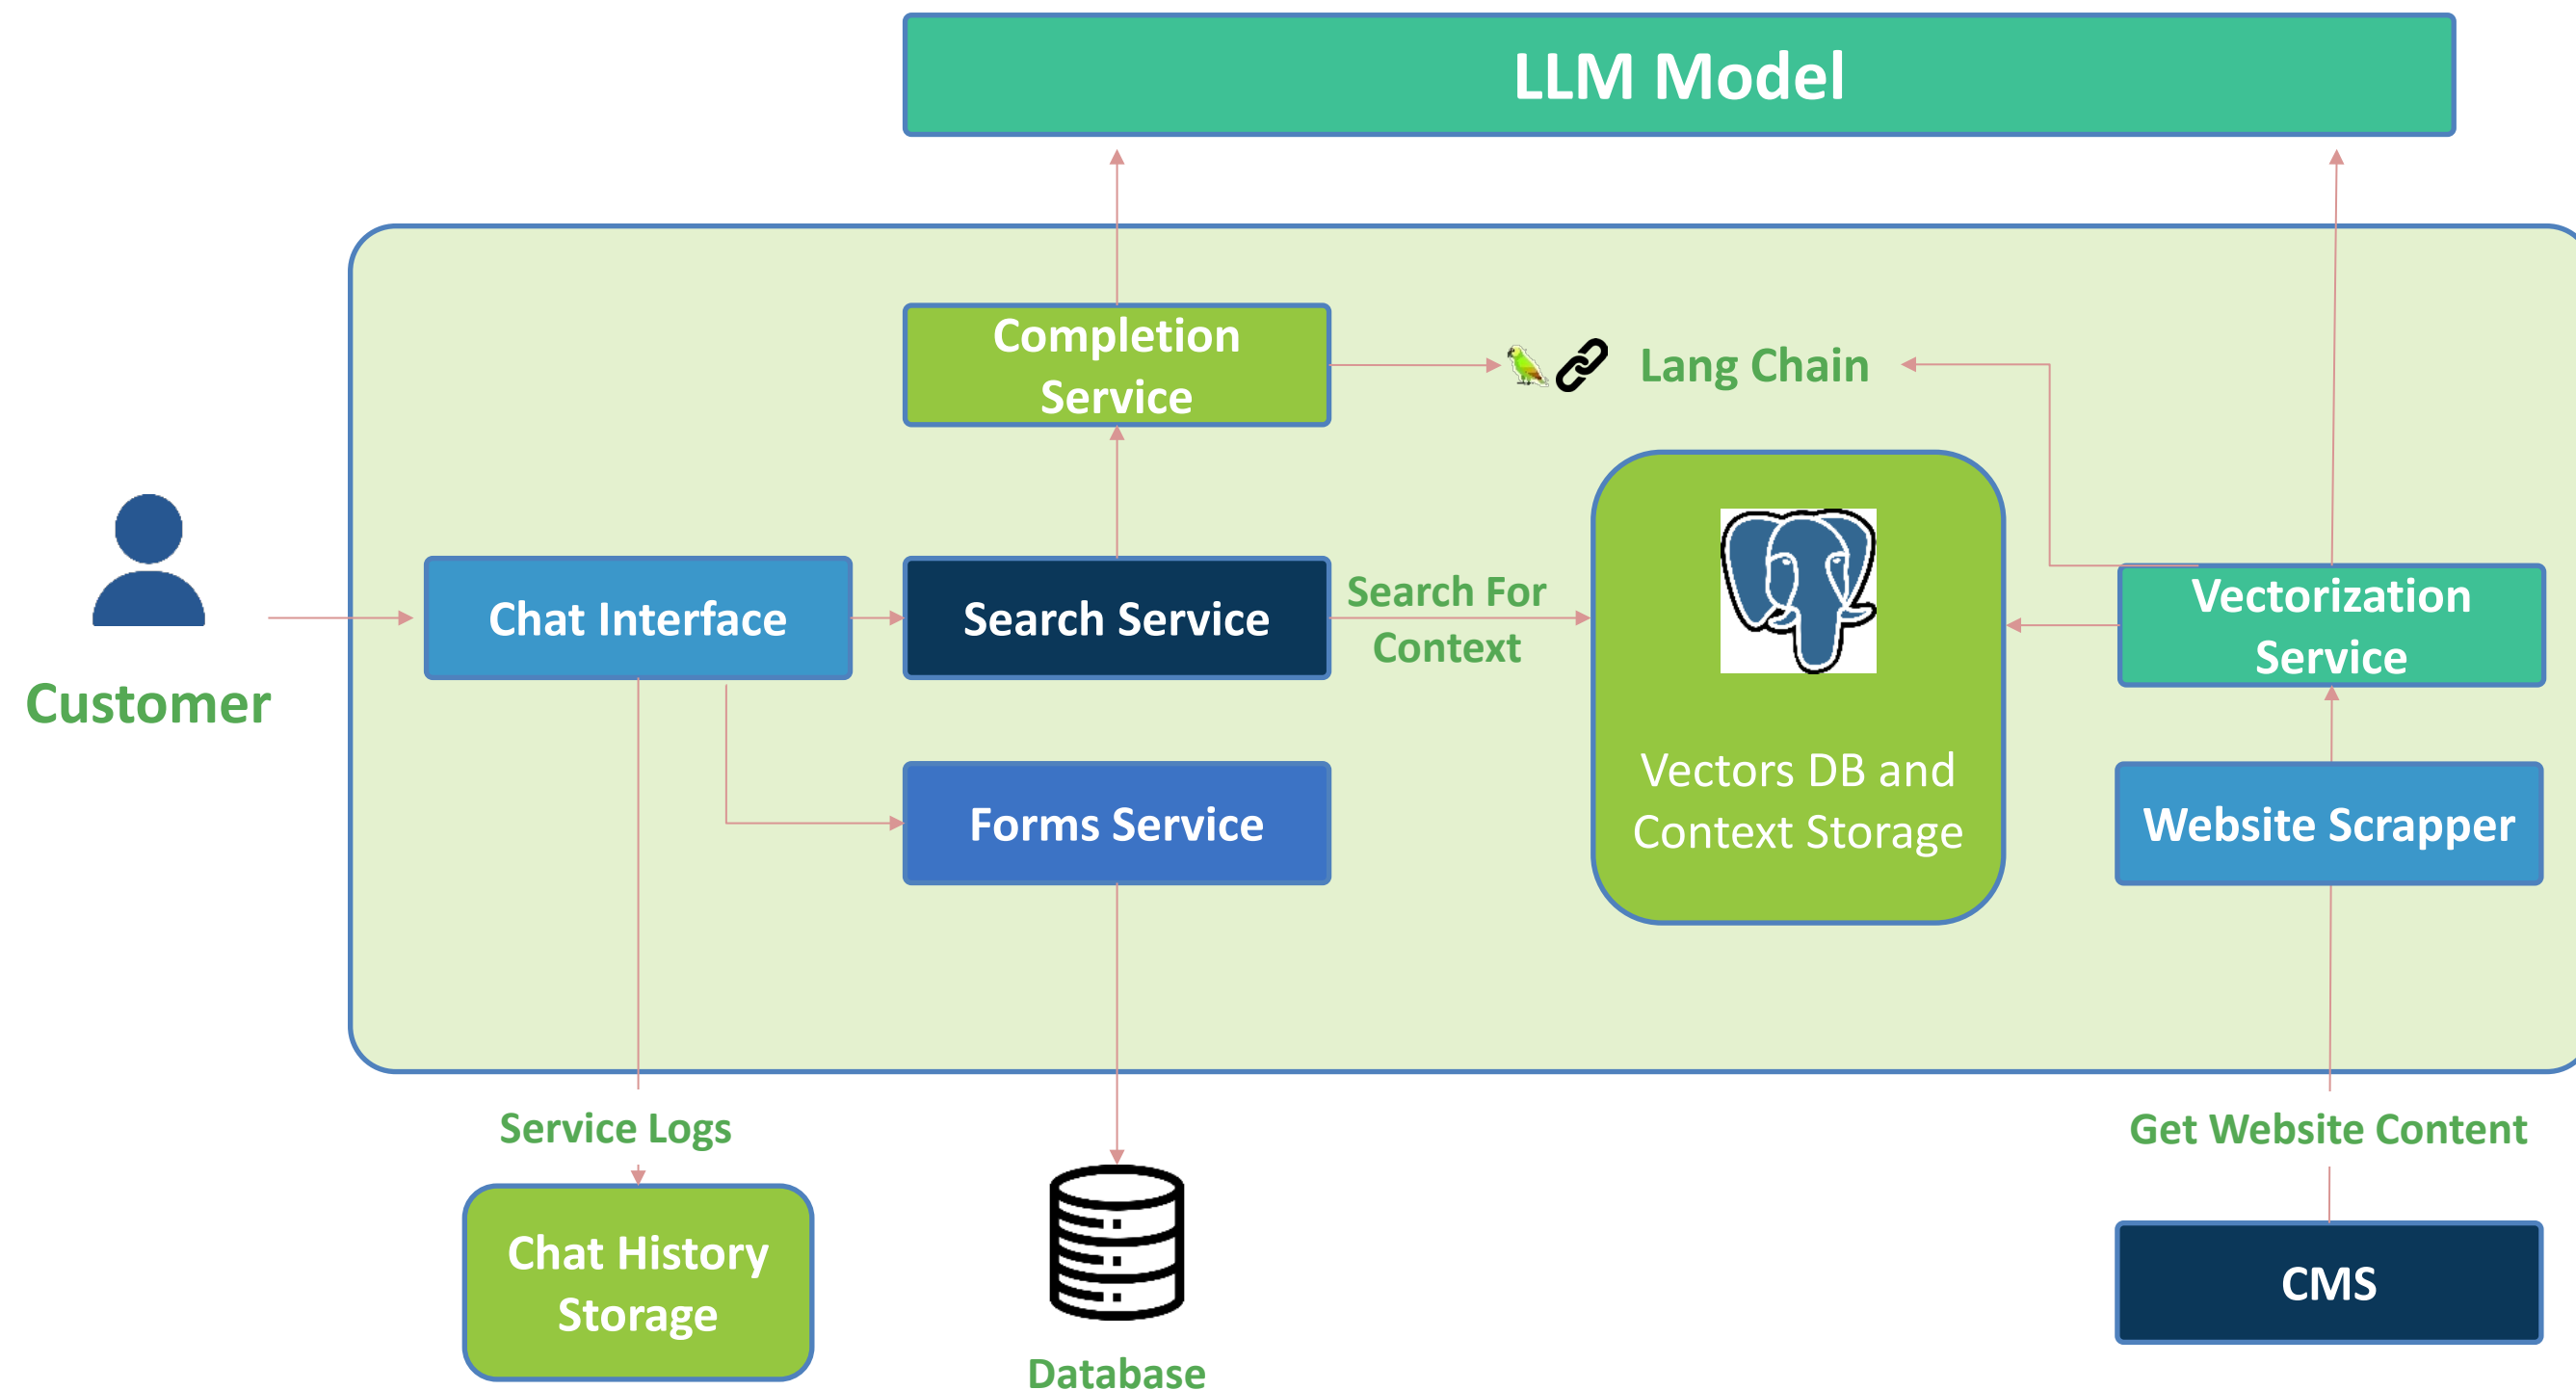 LLM Model
Completion
Service
Lang Chain
Customer
Chat Interface
Search Service
Search For
Context
Vectorization
Service
Vectors DB and
Context Storage
Forms Service
Website Scrapper
Service Logs
Get Website Content
Chat History
Storage
Database
CMS